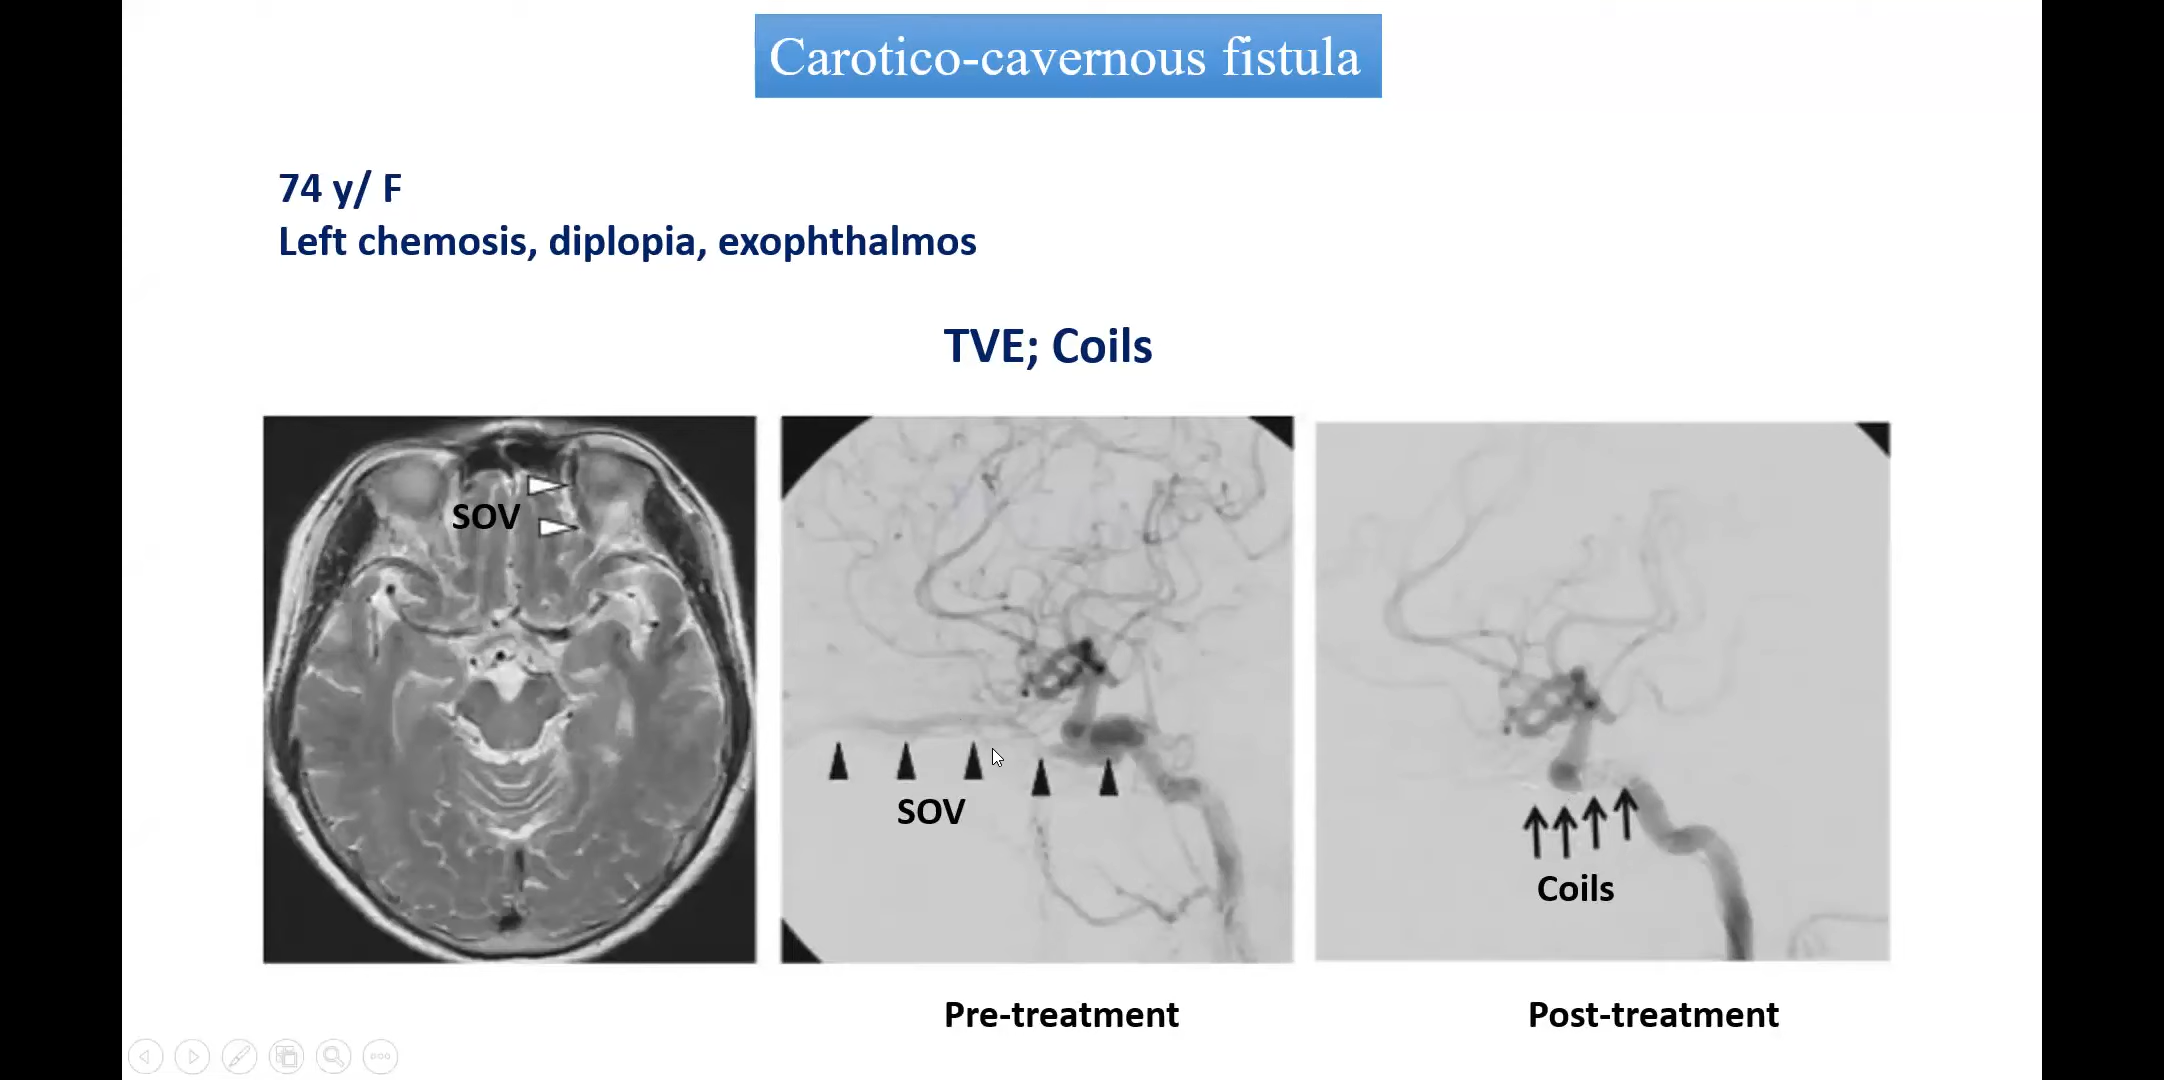 Carotico-cavernous fistula
74 y/ F
Left chemosis, diplopia, exophthalmos
TVE; Coils
SOV
SOV
Coils
Pre-treatment
Post-treatment